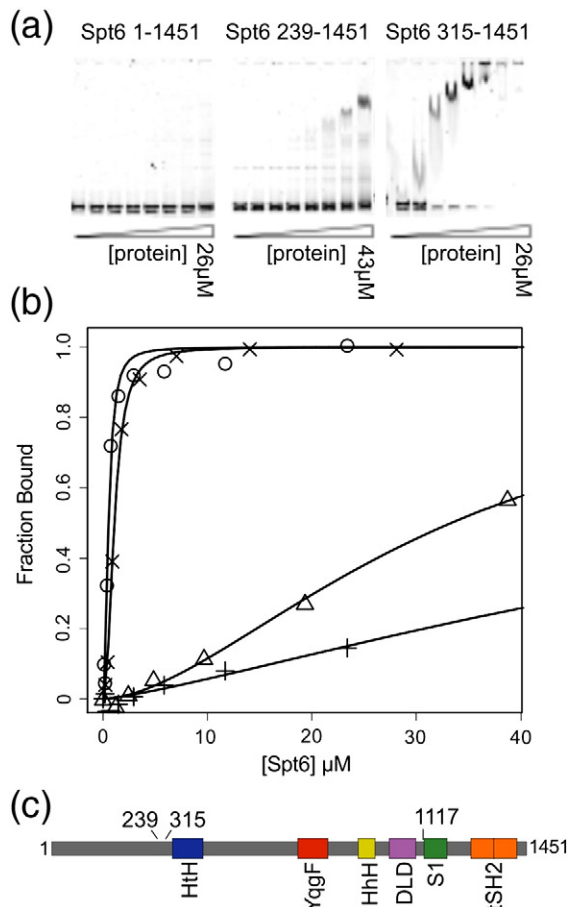 (a)
Spt6 1-1451 Spt6 239-1451 Spt6 315-1451
[protein] 26µM [protein] 43µM [protein] 26µM
(b)
Fraction Bound
1.0
0.8
0.6
0.4
0.2
0
0 10 20 30 40
[Spt6] µM
(c)
239 315 1117
1 1451
HtH YqgF HhH DLD S1 :SH2